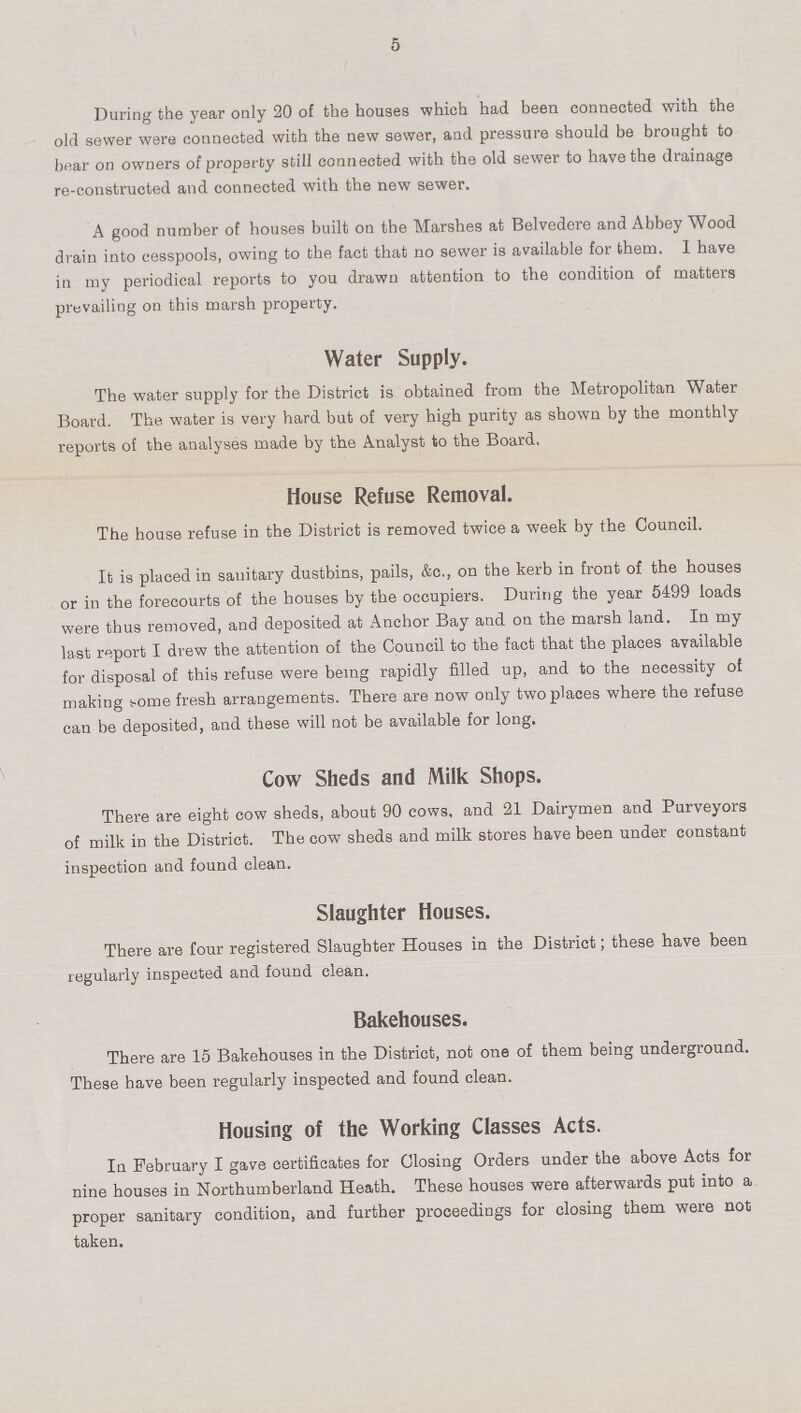 5
During the year only 20 of the houses which had been connected with the
old sewer were connected with the new sewer, and pressure should be brought to
bear on owners of property still connected with the old sewer to have the drainage
re-constructed and connected with the new sewer.
A good number of houses built on the Marshes at Belvedere and Abbey Wood
drain into cesspools, owing to the fact that no sewer is available for them. I have
in my periodical reports to you drawn attention to the condition of matters
prevailing on this marsh property.
Water Supply.
The water supply for the District is obtained from the Metropolitan Water
Board. The water is very hard but of very high purity as shown by the monthly
reports of the analyses made by the Analyst to the Board.
House Refuse Removal.
The house refuse in the District is removed twice a week by the Council.
It is placed in sanitary dustbins, pails, &c., on the kerb in front of the houses
or in the forecourts of the houses by the occupiers. During the year 5499 loads
were thus removed, and deposited at Anchor Bay and on the marsh land. In my
last report I drew the attention of the Council to the fact that the places available
for disposal of this refuse were being rapidly filled up, and to the necessity of
making some fresh arrangements. There are now only two places where the refuse
can be deposited, and these will not be available for long.
Cow Sheds and Milk Shops.
There are eight cow sheds, about 90 cows, and 21 Dairymen and Purveyors
of milk in the District. The cow sheds and milk stores have been under constant
inspection and found clean.
Slaughter Houses.
There are four registered Slaughter Houses in the District; these have been
regularly inspected and found clean.
Bakehouses.
There are 15 Bakehouses in the District, not one of them being underground.
These have been regularly inspected and found clean.
Housing of the Working Classes Acts.
In February I gave certificates for Closing Orders under the above Acts for
nine houses in Northumberland Heath. These houses were afterwards put into a
proper sanitary condition, and further proceedings for closing them were not
taken.